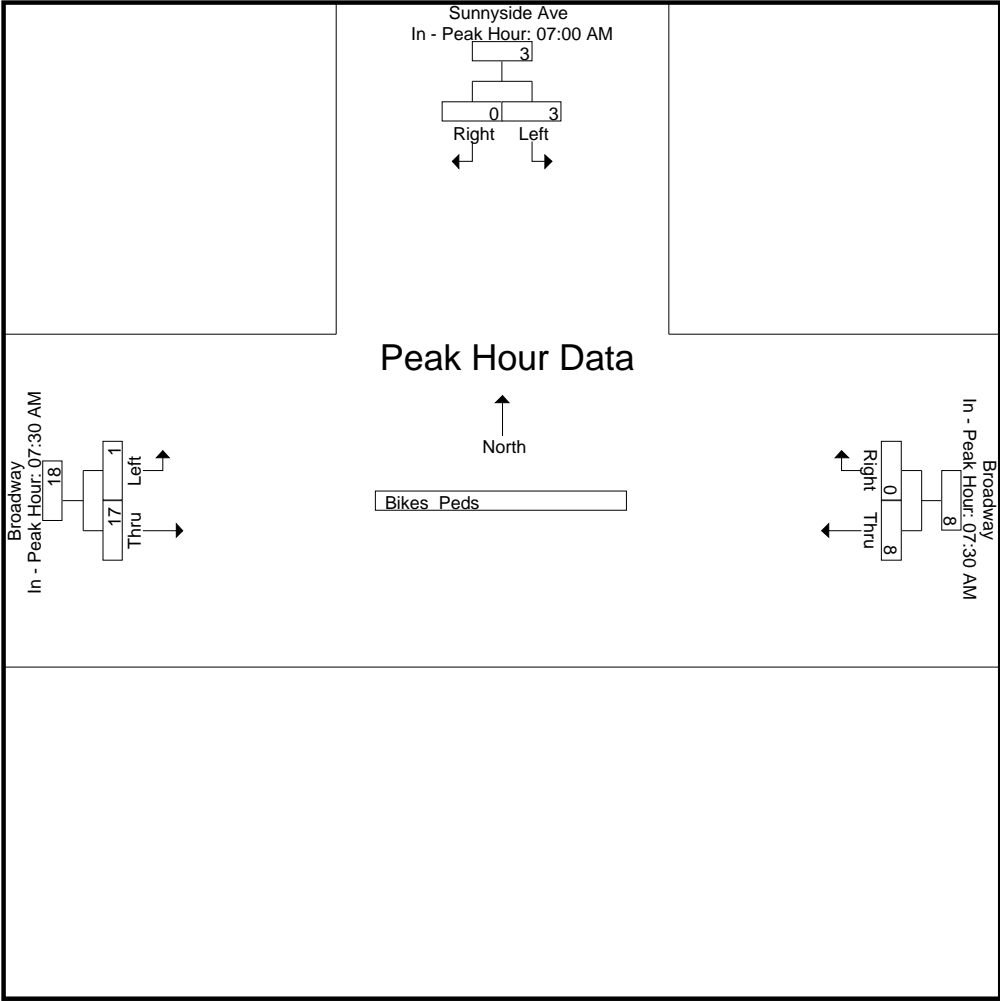 Sunnyside Ave
In - Peak Hour: 07:00 AM
3
0 3
Right Left
Peak Hour Data
North
Bikes Peds
Broadway
In - Peak Hour: 07:30 AM
18
1
17
Left
Thru
Broadway
In - Peak Hour: 07:30 AM
8
0
8
Right
Thru